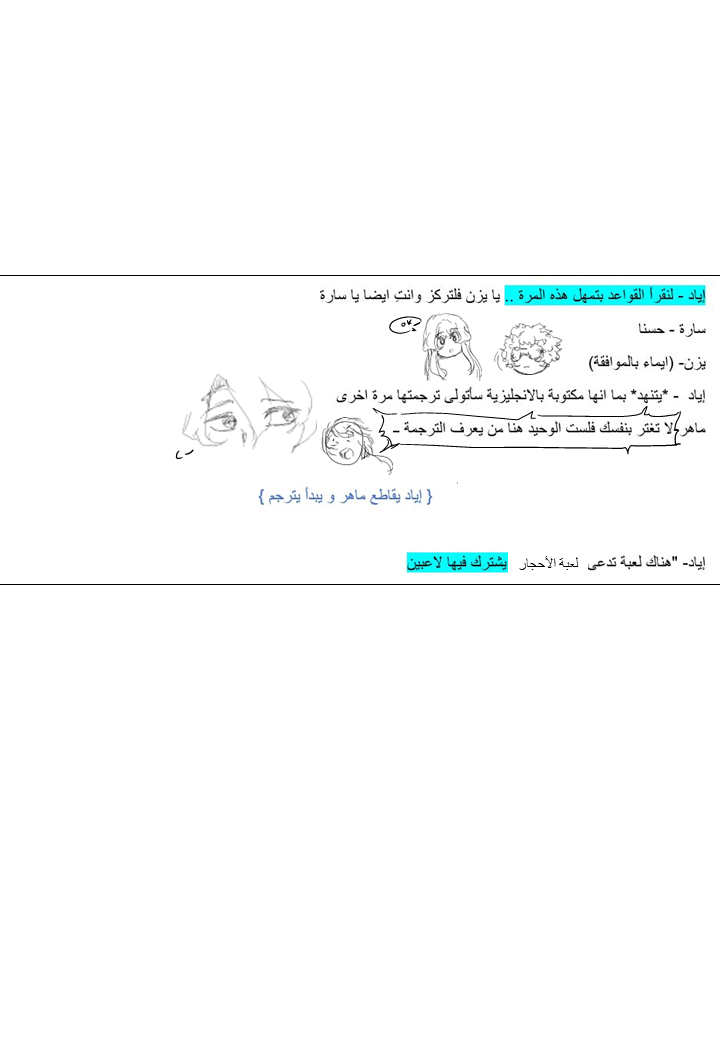 إياد - لنقرأ القواعد بتمهل هذه المرة .. يا يزن فلتركز وانتِ ايضا يا سارة
سارة - حسنا
OK!
يزن- (ايماء بالموافقة)
إياد - *يتنهد* بما انها مكتوبة بالانجليزية سأتولى ترجمتها مرة اخرى
ماهر لا تغتر بنفسك فلست الوحيد هنا من يعرف الترجمة –
{ إياد يقاطع ماهر و يبدأ يترجم }
إياد- "هناك لعبة تدعى لعبة الأحجار يشترك فيها لاعبين